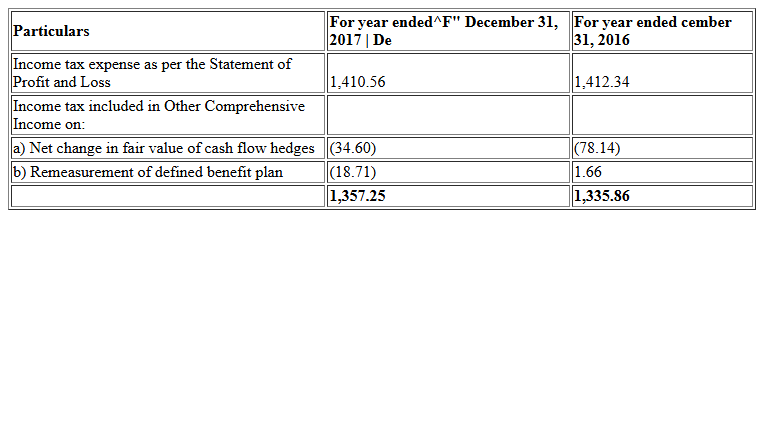 Particulars
For year ended^F" December 31,
2017 | De
For year ended cember
31, 2016
Income tax expense as per the Statement of
Profit and Loss
1,410.56
1,412.34
Income tax included in Other Comprehensive
Income on:
a) Net change in fair value of cash flow hedges
(34.60)
(78.14)
b) Remeasurement of defined benefit plan
(18.71)
1.66
1,357.25
1,335.86